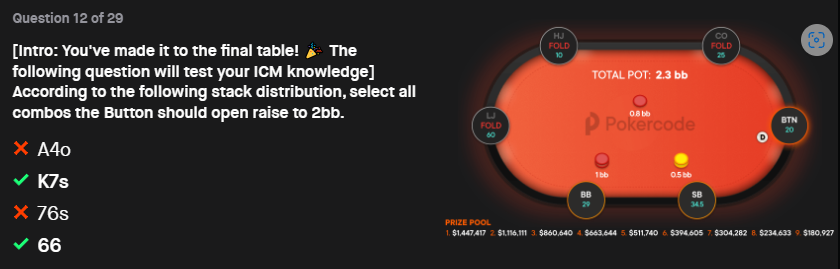 Question 12 of 29
[Intro: You've made it to the final table! 🎉 The
following question will test your ICM knowledge]
According to the following stack distribution, select all
combos the Button should open raise to 2bb.
A4o
K7s
76s
66
HJ
FOLD
10
CO
FOLD
25
TOTAL POT: 2.3 bb
0.8 bb
LJ
FOLD
60
Pokercode
BTN
20
D
1 bb
0.5 bb
BB
29
SB
34.5
PRIZE POOL
1. $1,447,417 2. $1,116,111 3. $860,640 4. $663,644 5. $511,740 6. $394,605 7. $304,282 8. $234,633 9. $180,927